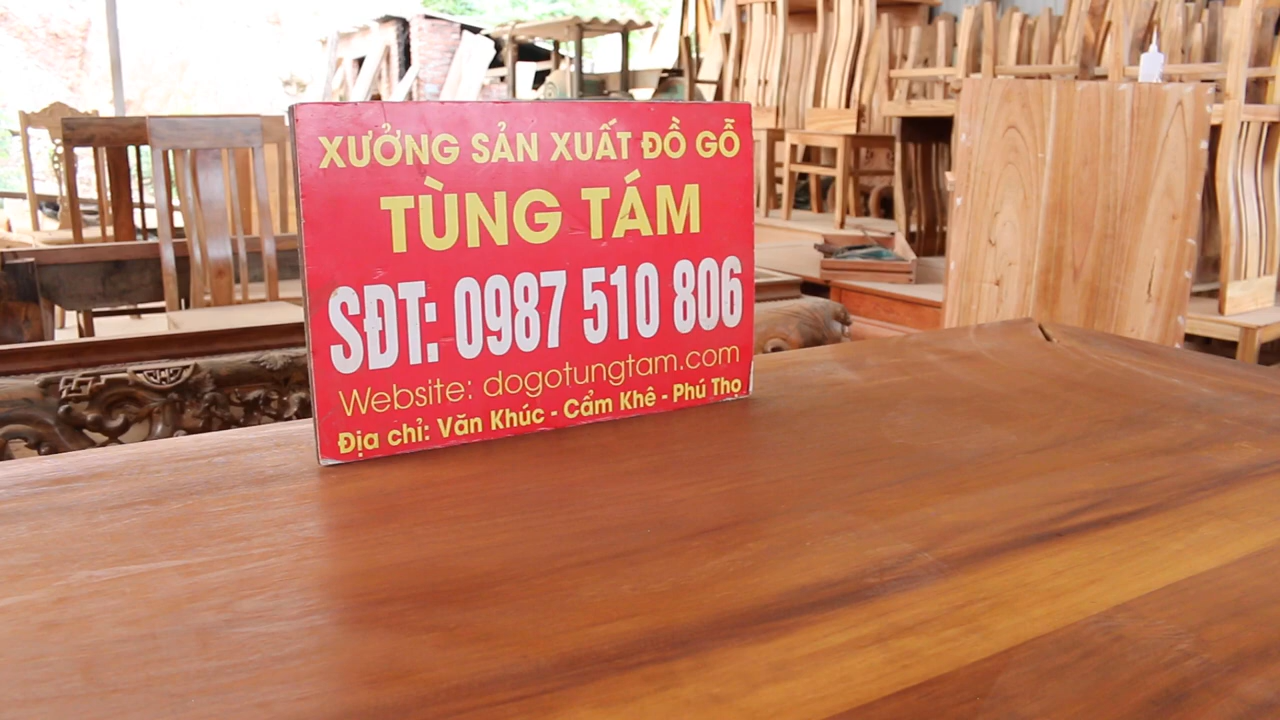 XƯỞNG SẢN XUẤT ĐỒ GỖ
TÙNG TÁM
SĐT: 0987 510 806
Website: dogotungtam.com
Địa chỉ: Văn Khúc - Cẩm Khê - Phú Thọ